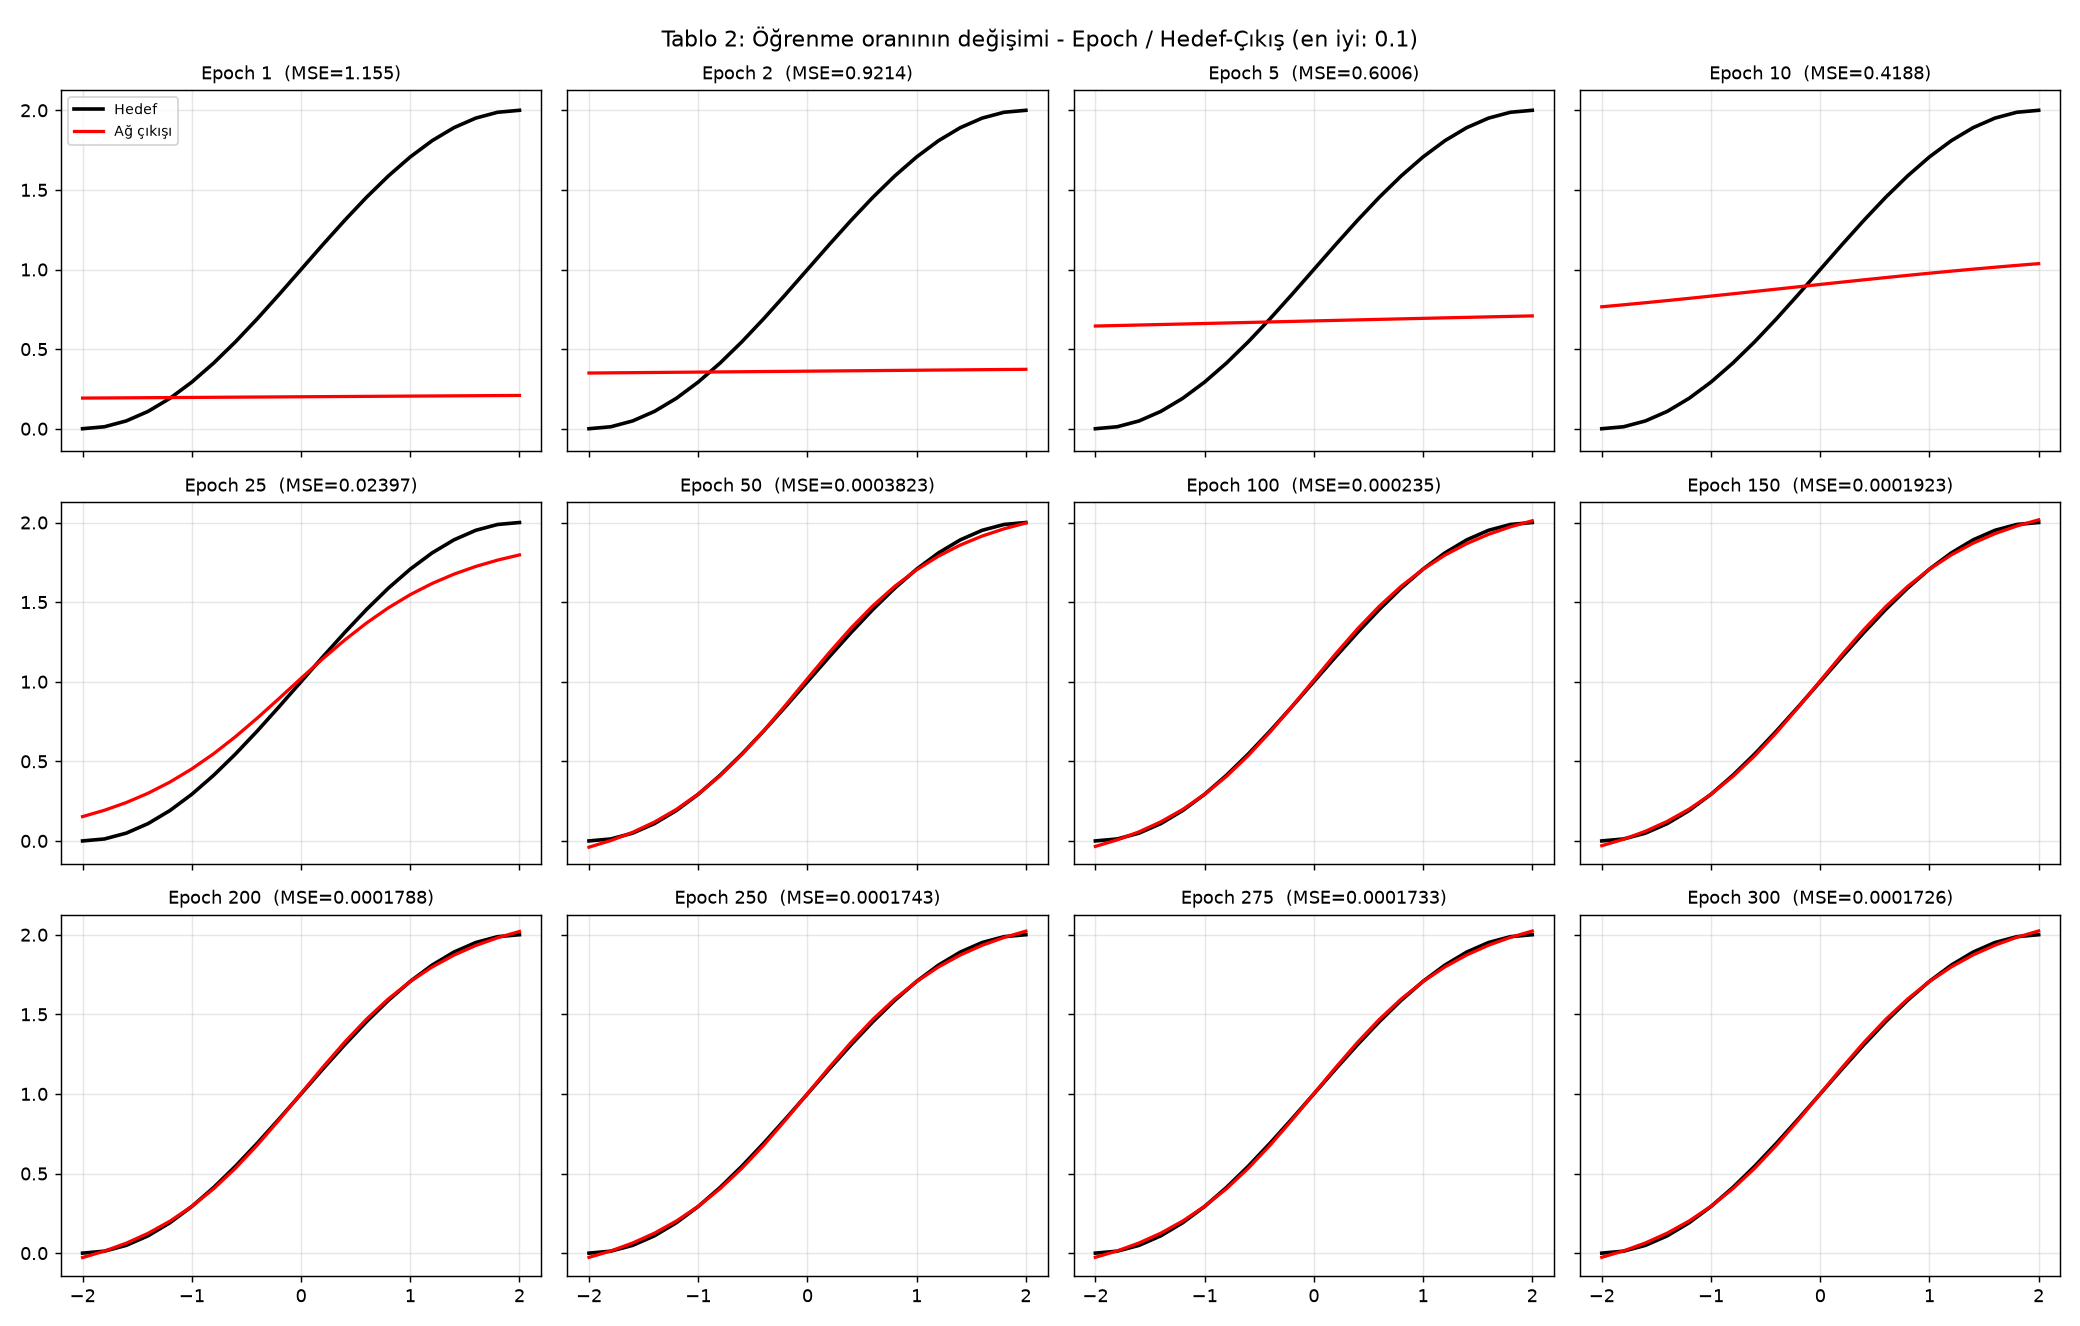 Tablo 2: Öğrenme oranının değişimi - Epoch / Hedef-Çıkış (en iyi: 0.1)
Epoch 1  (MSE=1.155)
Epoch 2  (MSE=0.9214)
Epoch 5  (MSE=0.6006)
Epoch 10  (MSE=0.4188)
Hedef
Ağ çıkışı
2.0
1.5
1.0
0.5
0.0
Epoch 25  (MSE=0.02397)
Epoch 50  (MSE=0.0003823)
Epoch 100  (MSE=0.000235)
Epoch 150  (MSE=0.0001923)
2.0
1.5
1.0
0.5
0.0
Epoch 200  (MSE=0.0001788)
Epoch 250  (MSE=0.0001743)
Epoch 275  (MSE=0.0001733)
Epoch 300  (MSE=0.0001726)
2.0
1.5
1.0
0.5
0.0
−2 −1 0 1 2
−2 −1 0 1 2
−2 −1 0 1 2
−2 −1 0 1 2